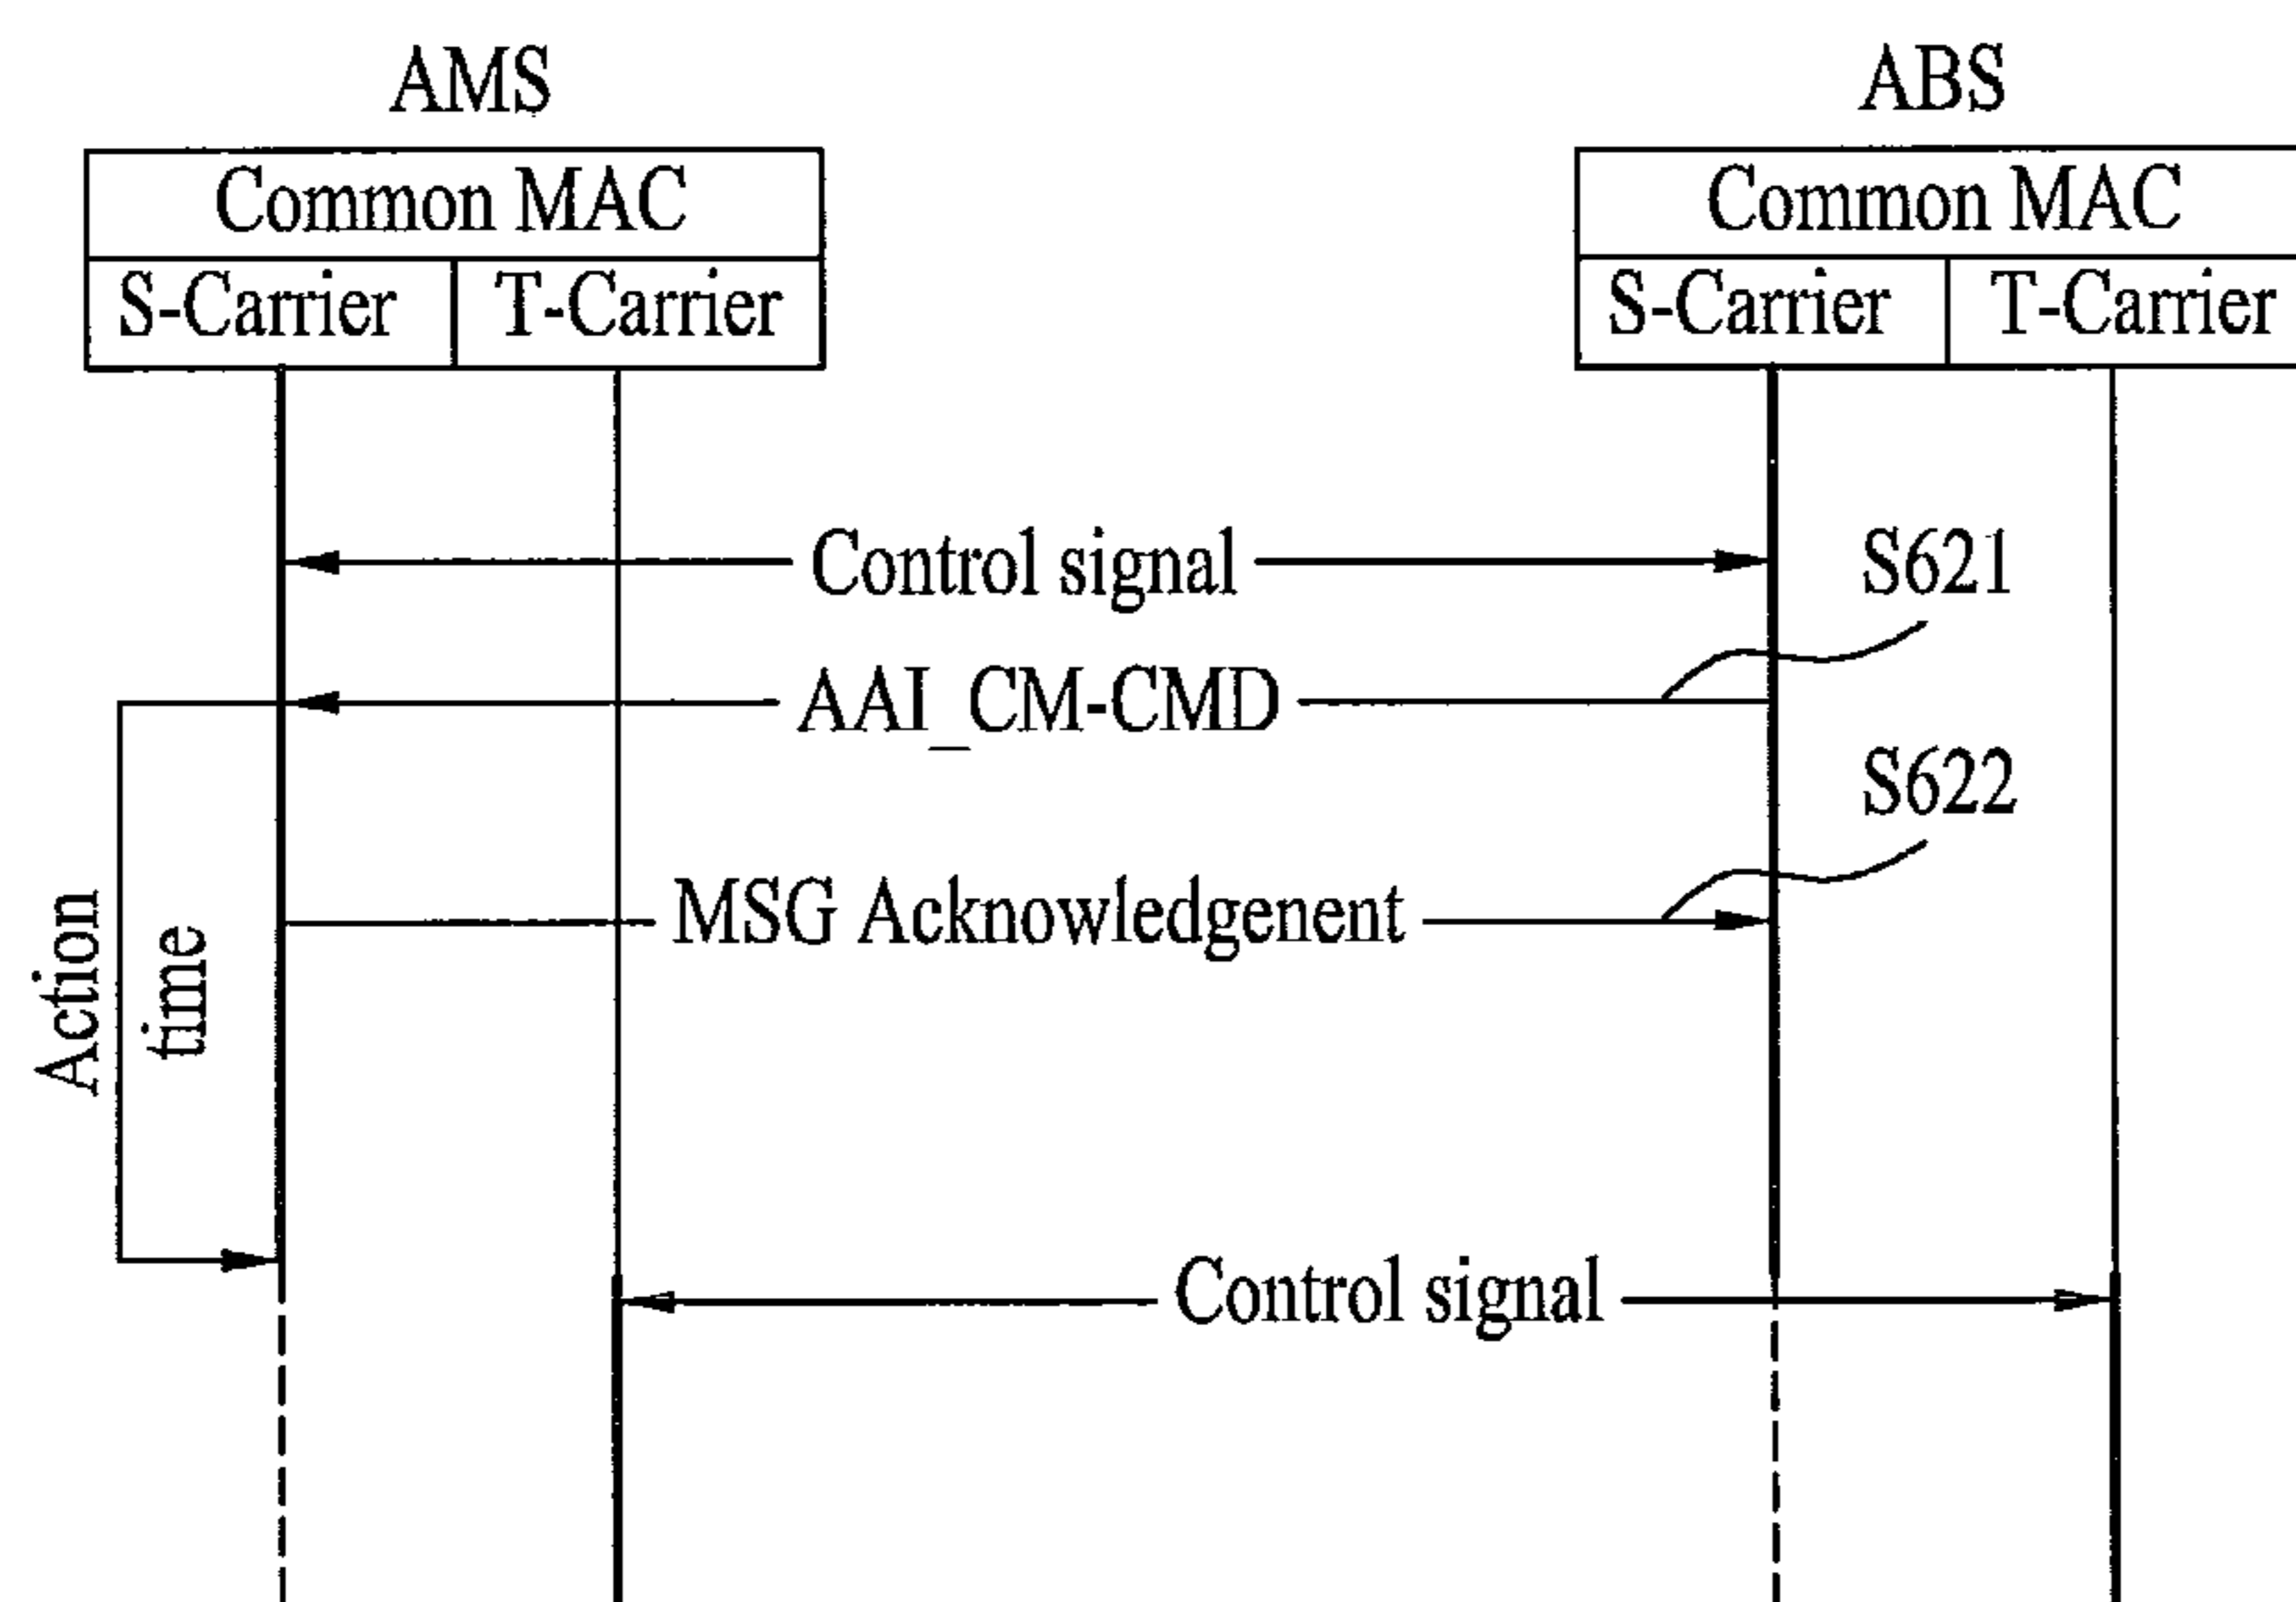 AMS
ABS
Common MAC
Common MAC
S-Carrier
T-Carrier
S-Carrier
T-Carrier
Control signal
S621
AAI_CM-CMD
S622
MSG Acknowledgenent
Action
time
Control signal